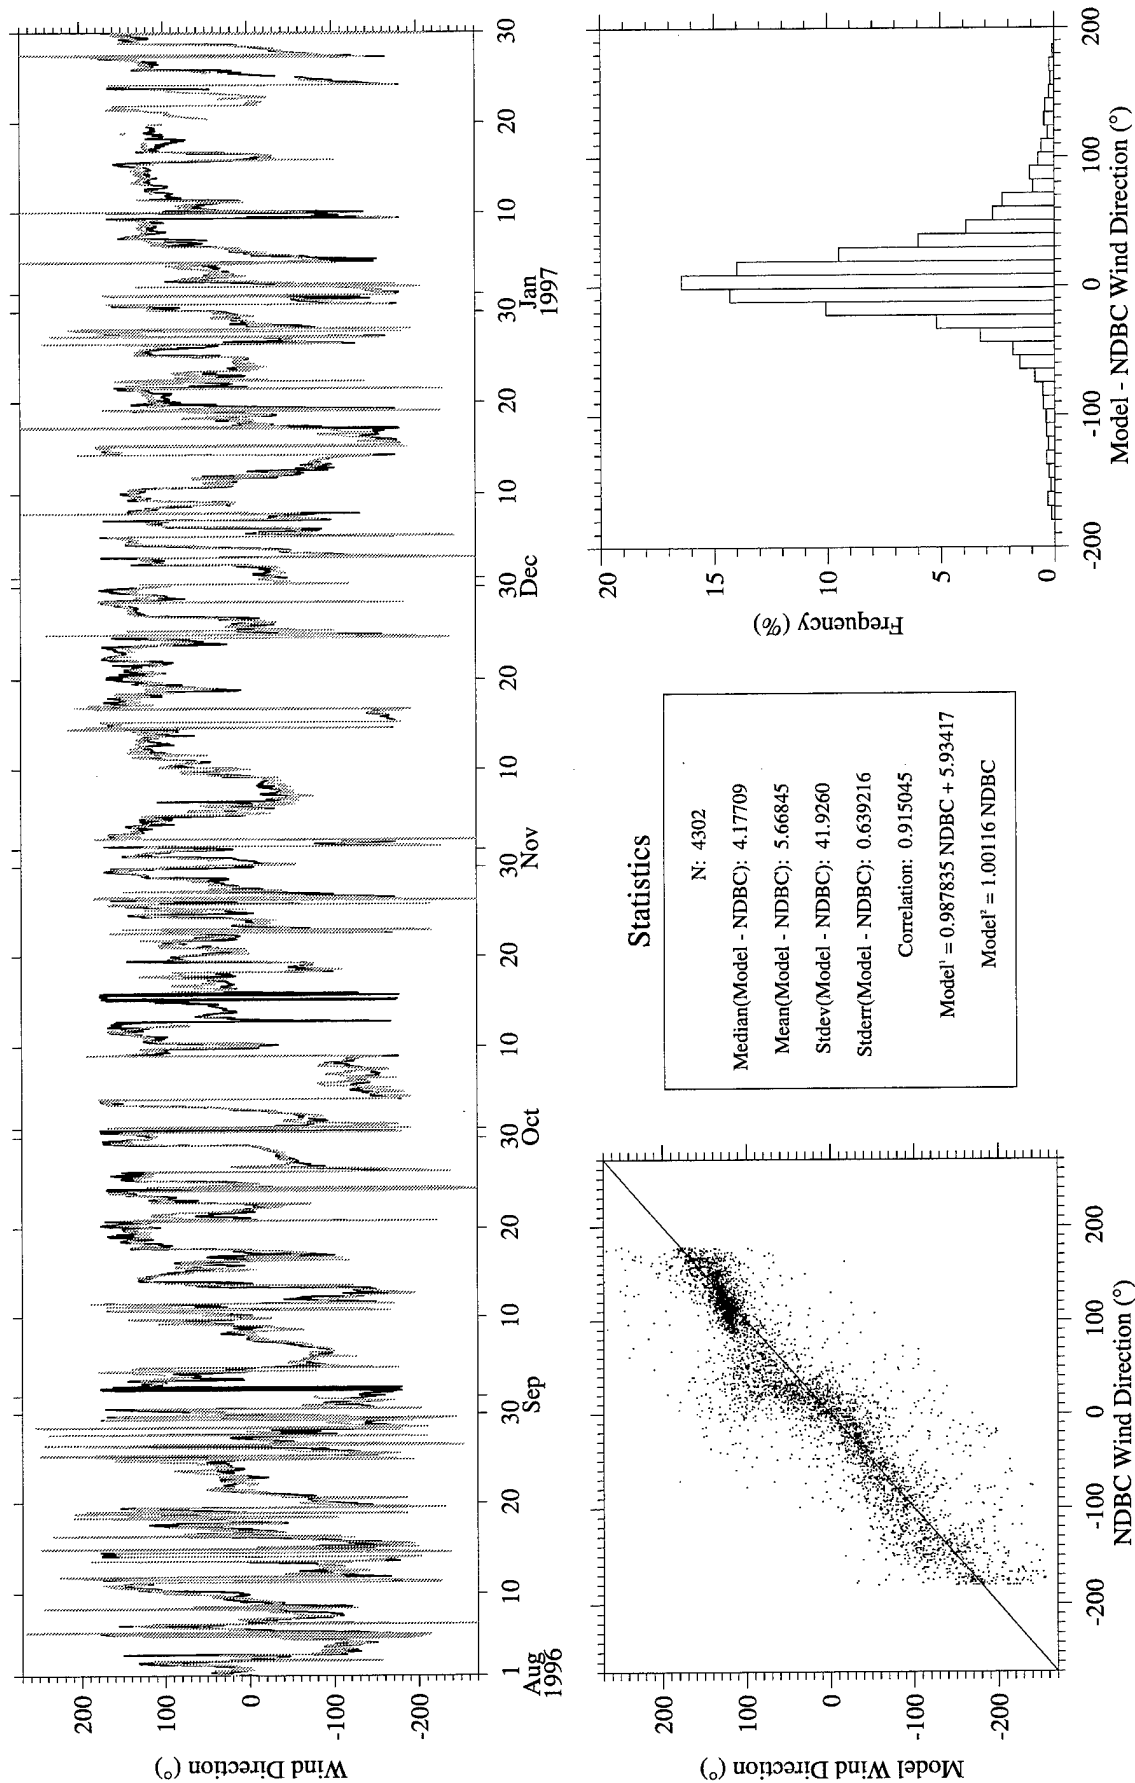 Wind Direction (°)
200
100
0
-100
-200
1
10
20
30
10
20
30
10
20
30
10
20
30
10
20
30
10
20
30
Aug
1996
Sep
Oct
Nov
Dec
Jan
1997
Model Wind Direction (°)
200
100
0
-100
-200
-200
-100
0
100
200
NDBC Wind Direction (°)
Statistics
N: 4302
Median(Model - NDBC): 4.17709
Mean(Model - NDBC): 5.66845
Stdev(Model - NDBC): 41.9260
Stderr(Model - NDBC): 0.639216
Correlation: 0.915045
Model¹ = 0.987835 NDBC + 5.93417
Model² = 1.00116 NDBC
Frequency (%)
20
15
10
5
0
-200
-100
0
100
200
Model - NDBC Wind Direction (°)